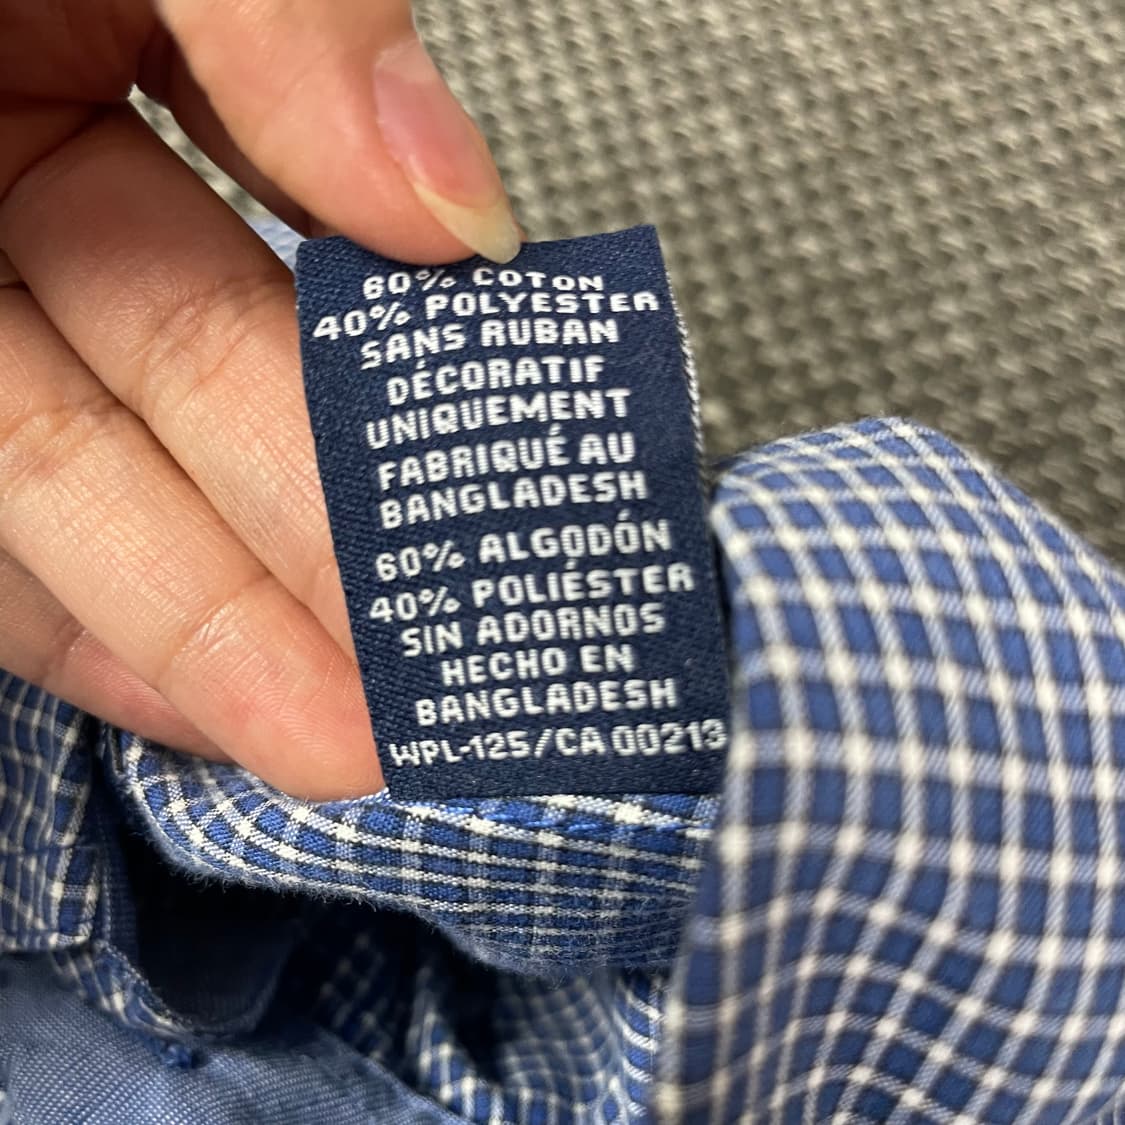 60% COTON
40% POLYESTER
SANS RUBAN
DÉCORATIF
UNIQUEMENT
FABRIQUÉ AU
BANGLADESH
60% ALGODÓN
40% POLIÉSTER
SIN ADORNOS
HECHO EN
BANGLADESH
WPL-125/CA 00213